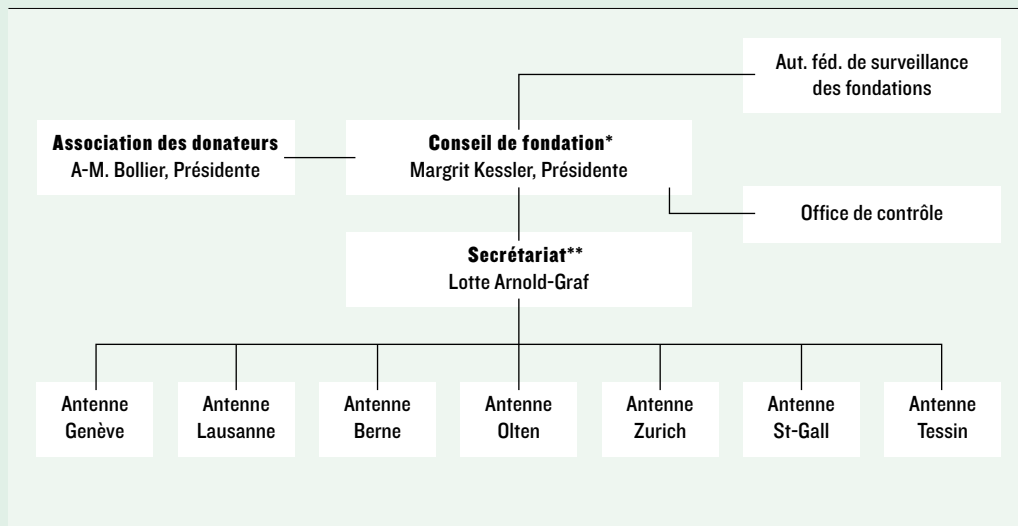 Aut. féd. de surveillance
des fondations
Association des donateurs
A-M. Bollier, Présidente
Conseil de fondation*
Margrit Kessler, Présidente
Office de contrôle
Secrétariat**
Lotte Arnold-Graf
Antenne
Genève
Antenne
Lausanne
Antenne
Berne
Antenne
Olten
Antenne
Zurich
Antenne
St-Gall
Antenne
Tessin